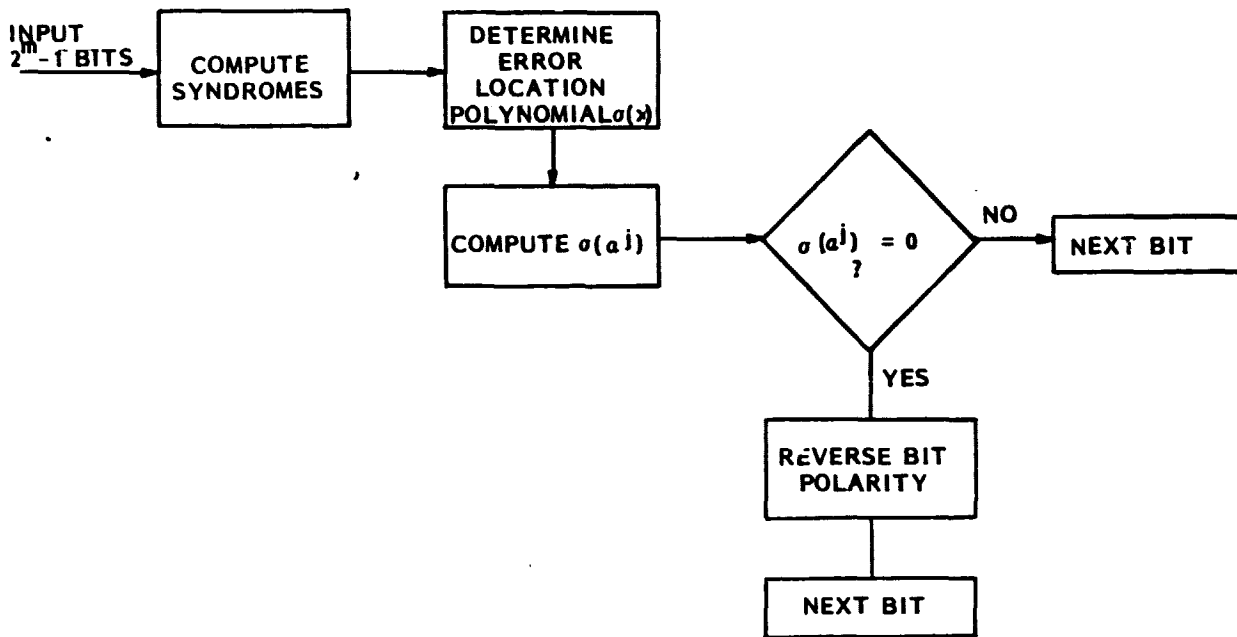 INPUT
2^m-1 BITS
COMPUTE
SYNDROMES
DETERMINE
ERROR
LOCATION
POLYNOMIAL σ(x)
COMPUTE σ(a^j)
σ(a^j) = 0
?
NO
NEXT BIT
YES
REVERSE BIT
POLARITY
NEXT BIT